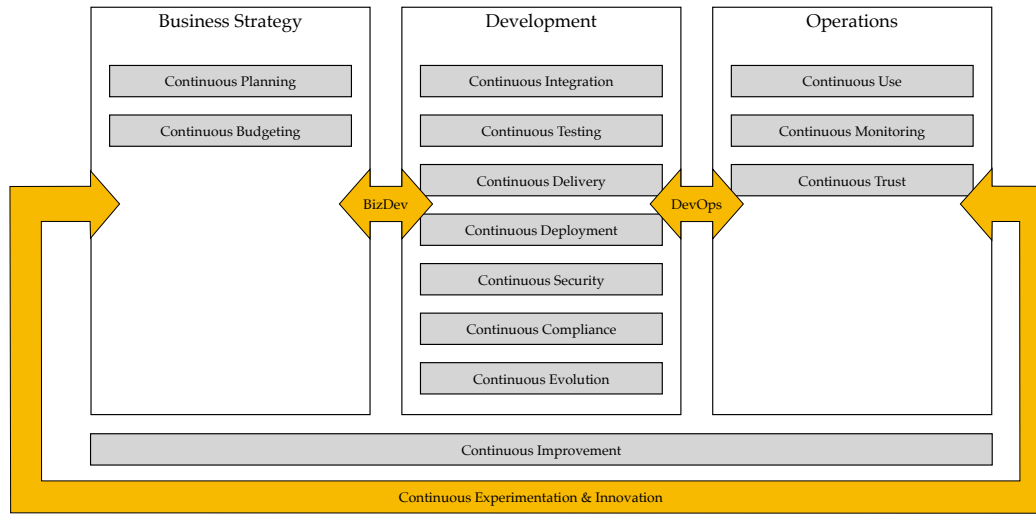 Business Strategy
Continuous Planning
Continuous Budgeting
BizDev
Development
Continuous Integration
Continuous Testing
Continuous Delivery
Continuous Deployment
Continuous Security
Continuous Compliance
Continuous Evolution
DevOps
Operations
Continuous Use
Continuous Monitoring
Continuous Trust
Continuous Improvement
Continuous Experimentation & Innovation